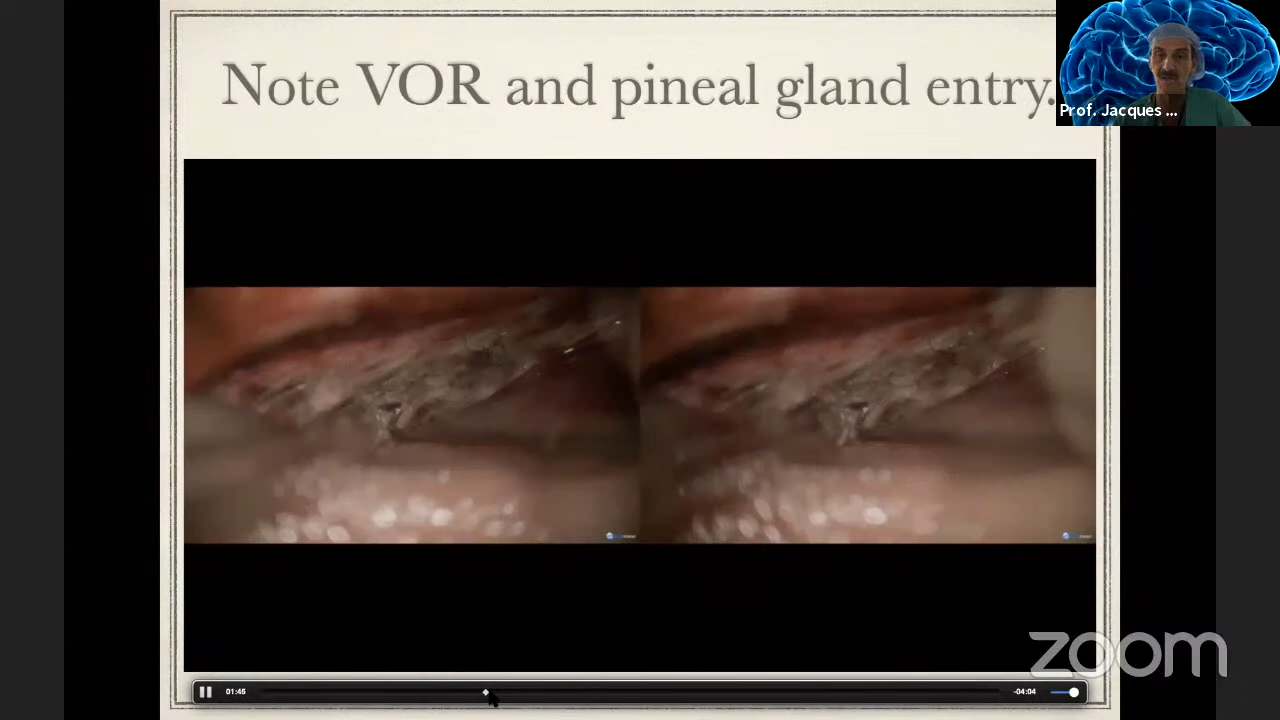 Note VOR and pineal gland entry.
Prof. Jacques ...
01:45
-04:04
zoom